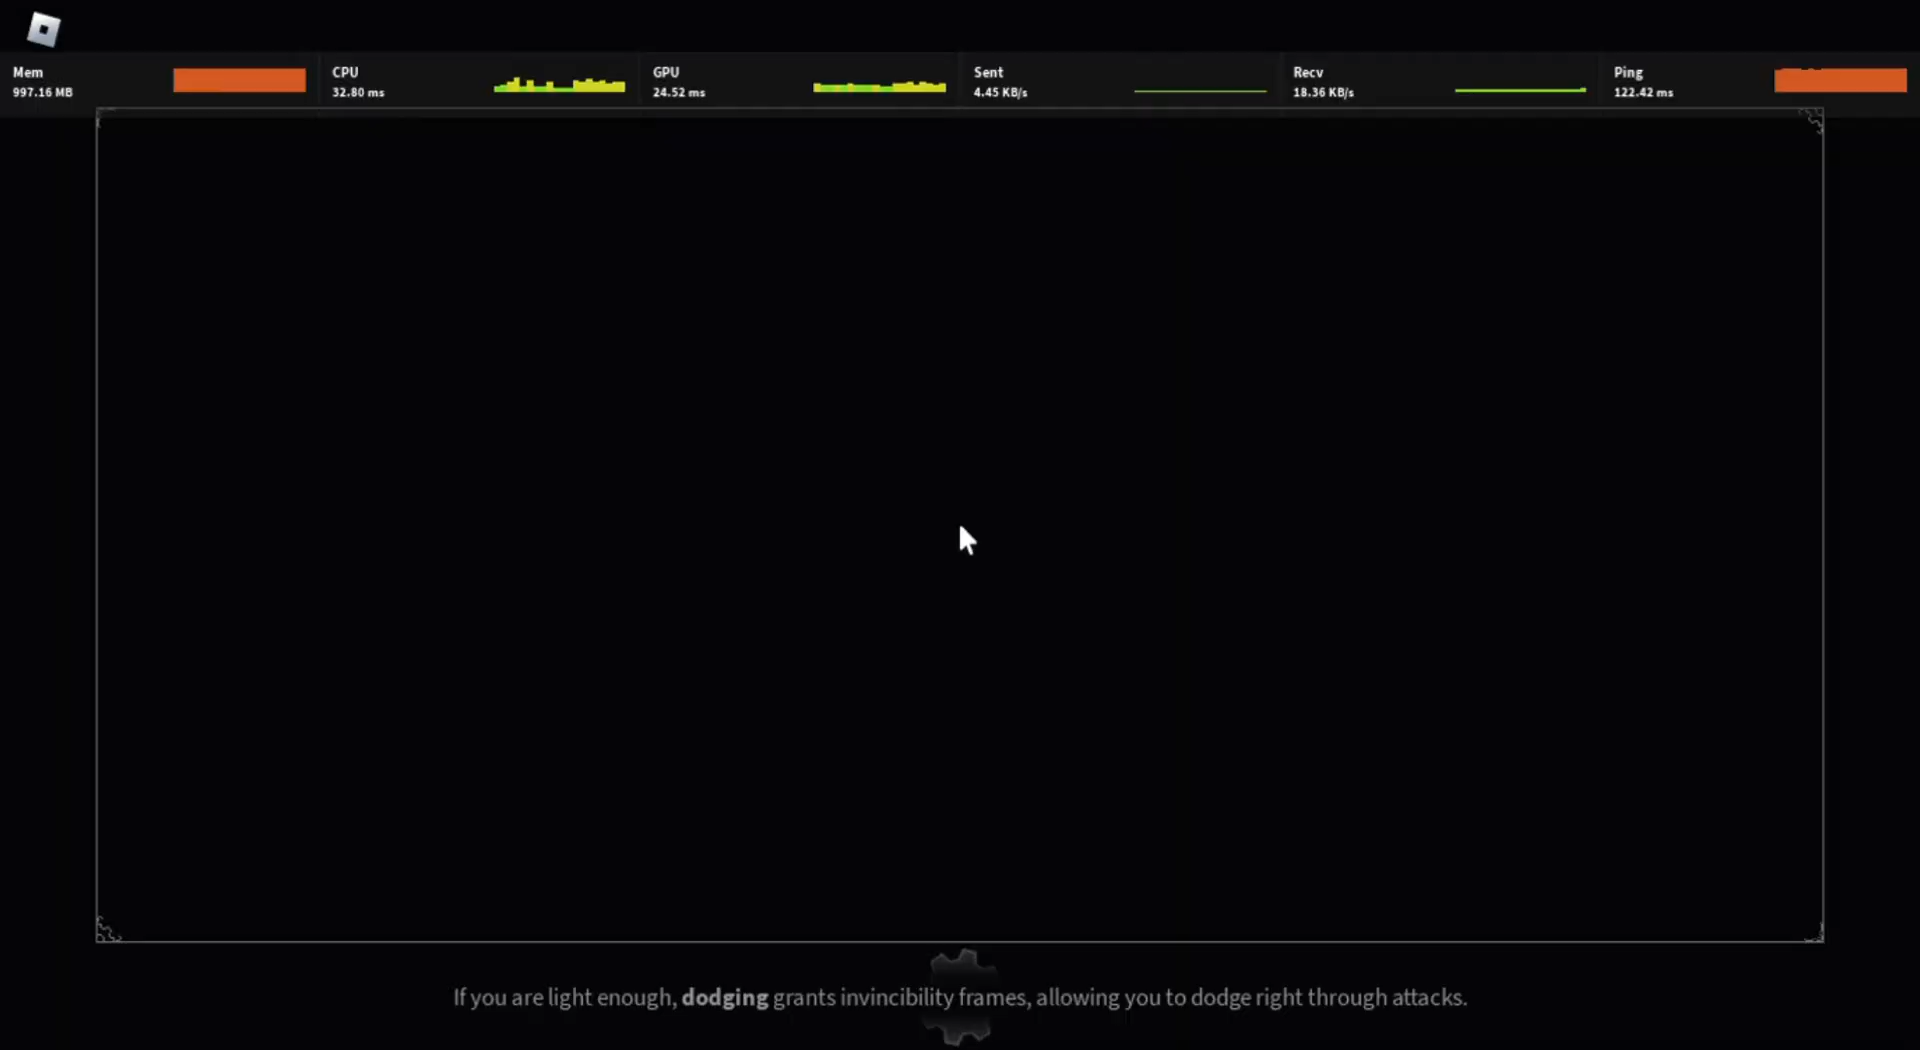 Mem CPU GPU Sent Recv Ping
997.16 MB 32.80 ms 24.52 ms 4.45 KB/s 18.36 KB/s 122.42 ms
If you are light enough, dodging grants invincibility frames, allowing you to dodge right through attacks.